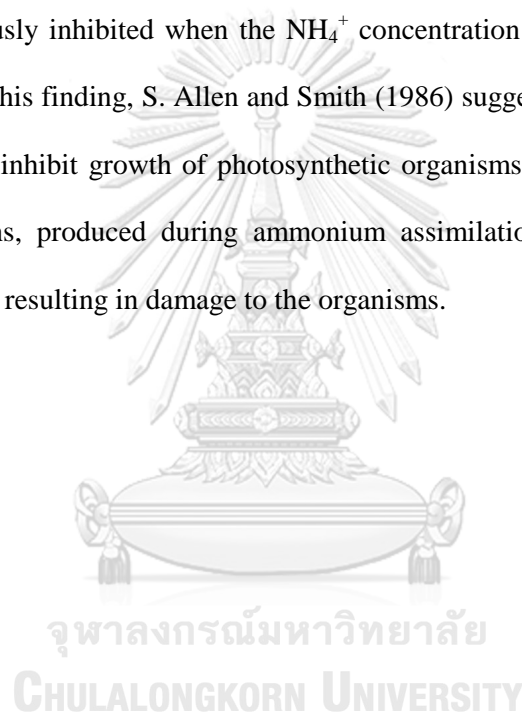 usly inhibited when the NH₄⁺ concentration
his finding, S. Allen and Smith (1986) sugge
inhibit growth of photosynthetic organisms
ns, produced during ammonium assimilatio
resulting in damage to the organisms.
จุฬาลงกรณ์มหาวิทยาลัย
CHULALONGKORN UNIVERSITY